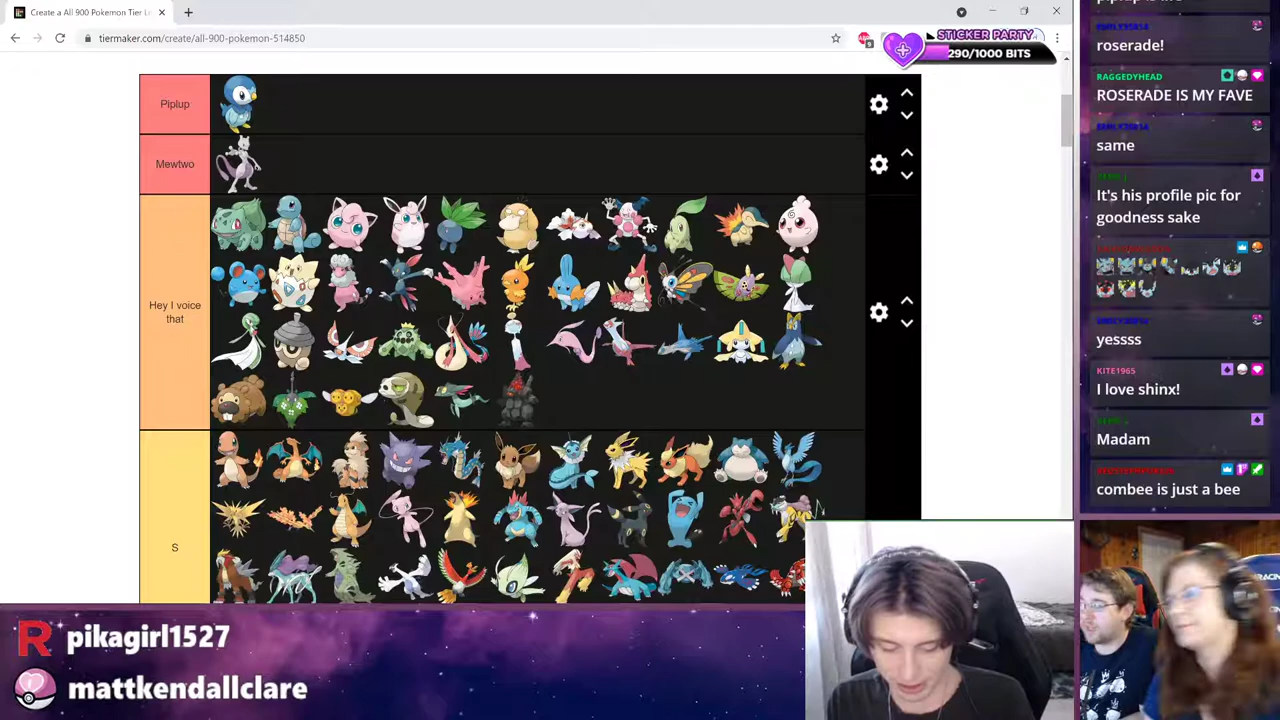 Create a All 900 Pokemon Tier Li
tiermaker.com/create/all-900-pokemon-514850
STICKER PARTY
290/1000 BITS
Piplup
Mewtwo
Hey I voice
that
S
pikagirl1527
mattkendallclare
roserade!
RAGGEDYHEAD
ROSERADE IS MY FAVE
same
It's his profile pic for
goodness sake
yessss
KITE1965
I love shinx!
Madam
combee is just a bee